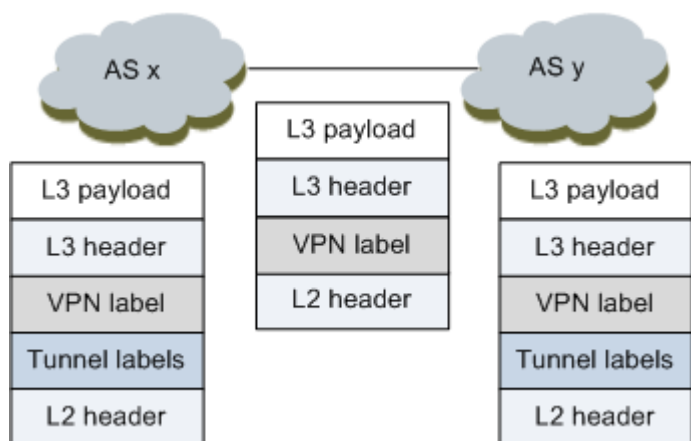 AS x
AS y
L3 payload
L3 header
VPN label
L2 header
L3 payload
L3 header
VPN label
Tunnel labels
L2 header
L3 payload
L3 header
VPN label
Tunnel labels
L2 header